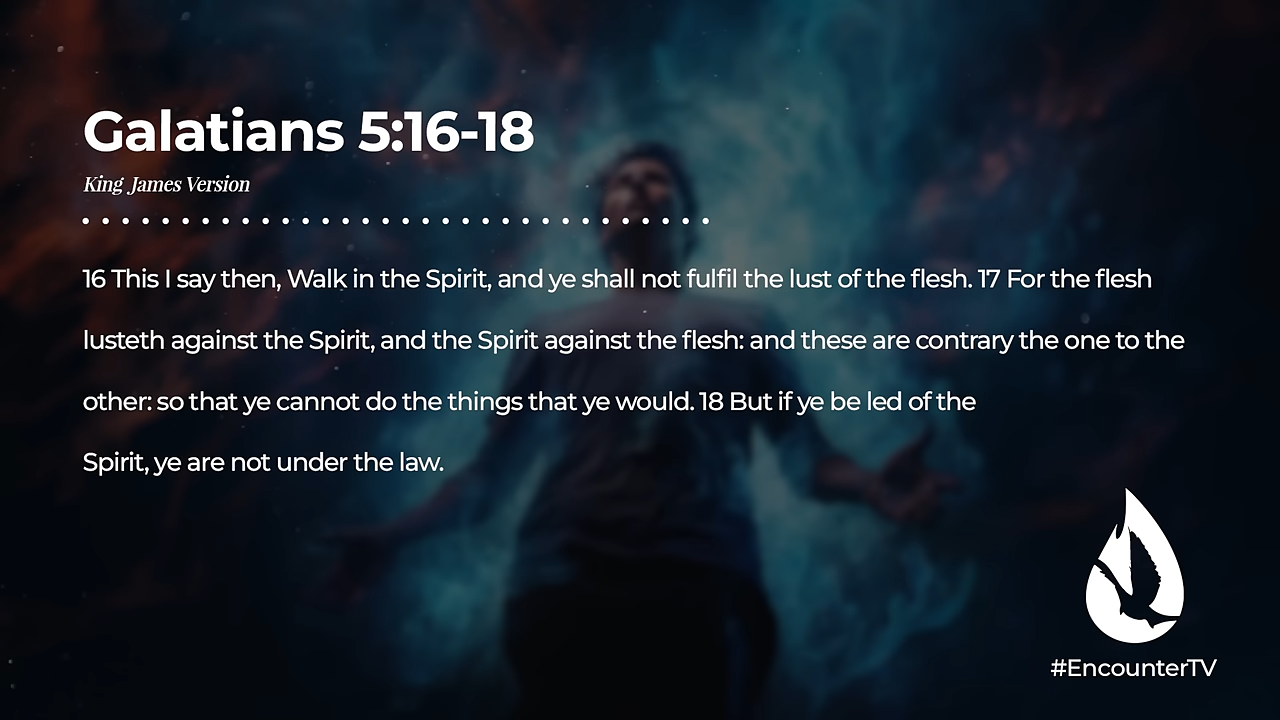 Galatians 5:16-18
King James Version
16 This I say then, Walk in the Spirit, and ye shall not fulfil the lust of the flesh. 17 For the flesh
lusteth against the Spirit, and the Spirit against the flesh: and these are contrary the one to the
other: so that ye cannot do the things that ye would. 18 But if ye be led of the
Spirit, ye are not under the law.
#EncounterTV